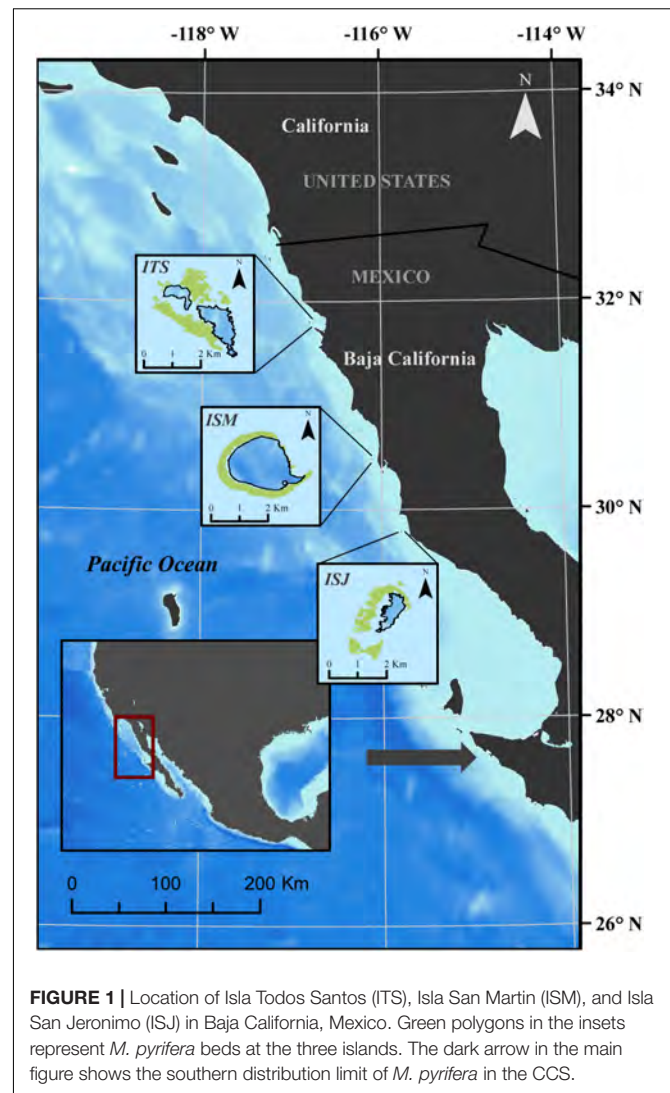 -118° W -116° W -114° W
34° N
N
California
UNITED STATES
MEXICO
32° N
ITS
N
0 1 2 Km
Baja California
ISM
N
0 1 2 Km
30° N
Pacific Ocean
ISJ
N
0 1 2 Km
28° N
0 100 200 Km
26° N
FIGURE 1 | Location of Isla Todos Santos (ITS), Isla San Martin (ISM), and Isla
San Jeronimo (ISJ) in Baja California, Mexico. Green polygons in the insets
represent M. pyrifera beds at the three islands. The dark arrow in the main
figure shows the southern distribution limit of M. pyrifera in the CCS.